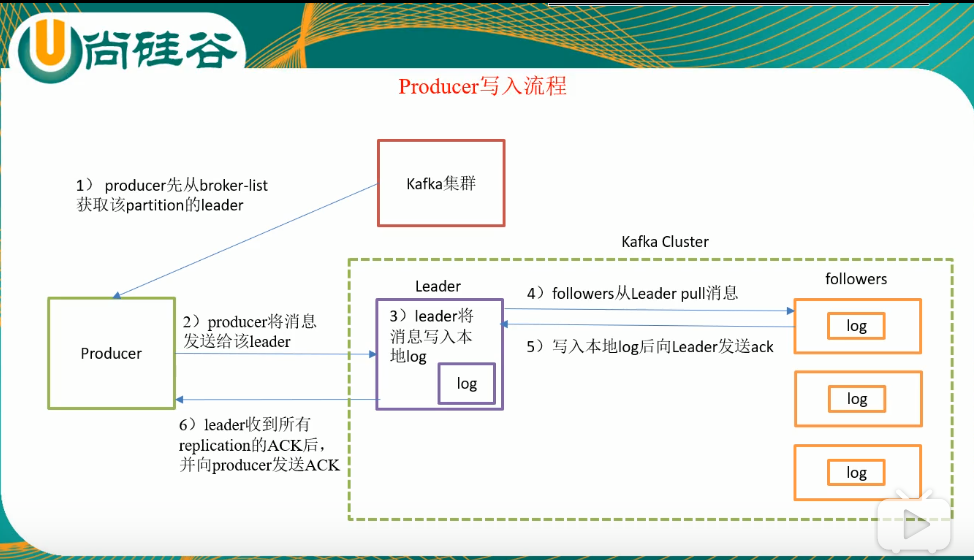 尚硅谷
Producer写入流程
1） producer先从broker-list
获取该partition的leader
Kafka集群
Kafka Cluster
Leader
followers
Producer
2）producer将消息
发送给该leader
3）leader将
消息写入本
地log
log
4）followers从Leader pull消息
5）写入本地log后向Leader发送ack
log
log
log
6）leader收到所有
replication的ACK后，
并向producer发送ACK